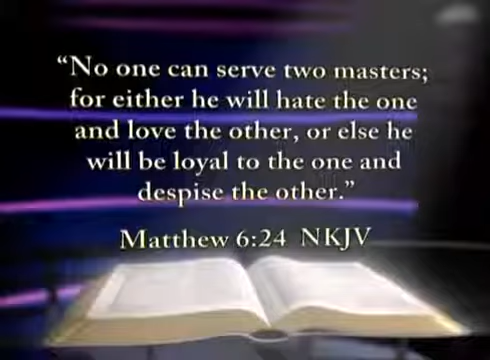 “No one can serve two masters;
for either he will hate the one
and love the other, or else he
will be loyal to the one and
despise the other.”
Matthew 6:24 NKJV